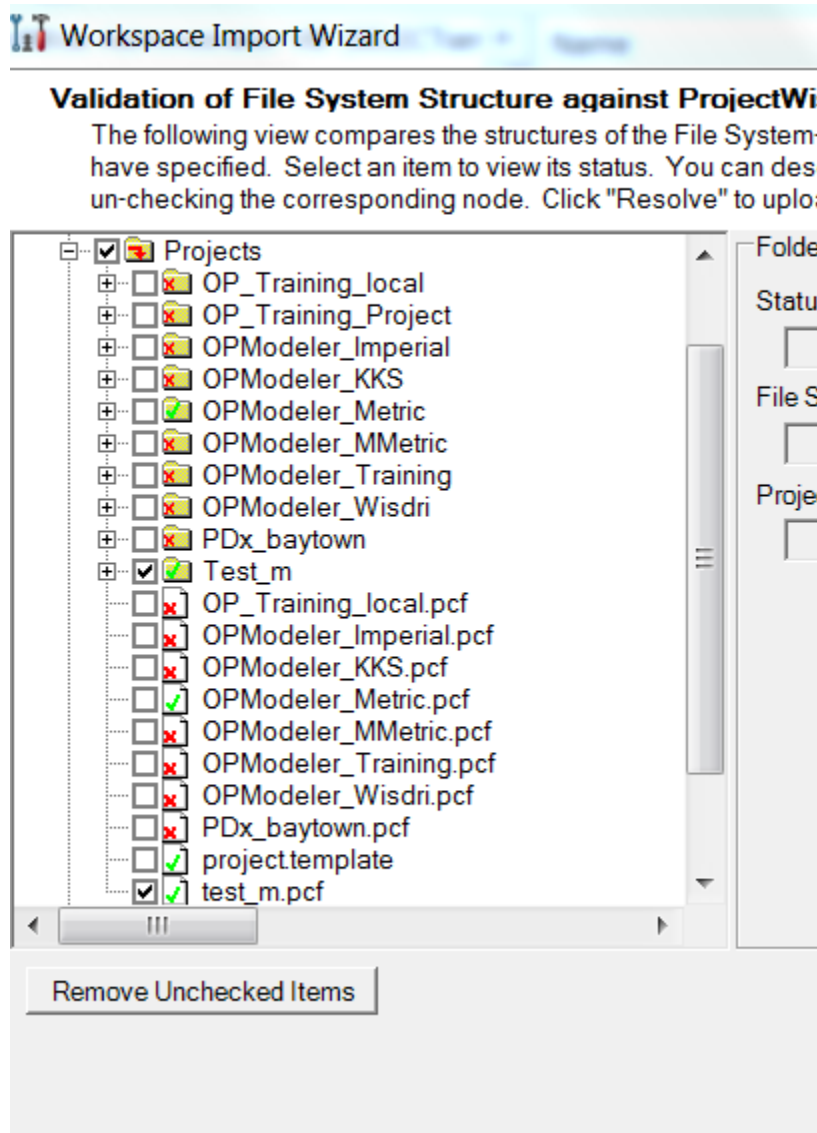 Workspace Import Wizard
Validation of File System Structure against ProjectWi
The following view compares the structures of the File System-
have specified. Select an item to view its status. You can des
un-checking the corresponding node. Click "Resolve" to uploa
Projects
OP_Training_local
OP_Training_Project
OPModeler_Imperial
OPModeler_KKS
OPModeler_Metric
OPModeler_MMetric
OPModeler_Training
OPModeler_Wisdri
PDx_baytown
Test_m
OP_Training_local.pcf
OPModeler_Imperial.pcf
OPModeler_KKS.pcf
OPModeler_Metric.pcf
OPModeler_MMetric.pcf
OPModeler_Training.pcf
OPModeler_Wisdri.pcf
PDx_baytown.pcf
project.template
test_m.pcf
Folde
Statu
File S
Projec
Remove Unchecked Items